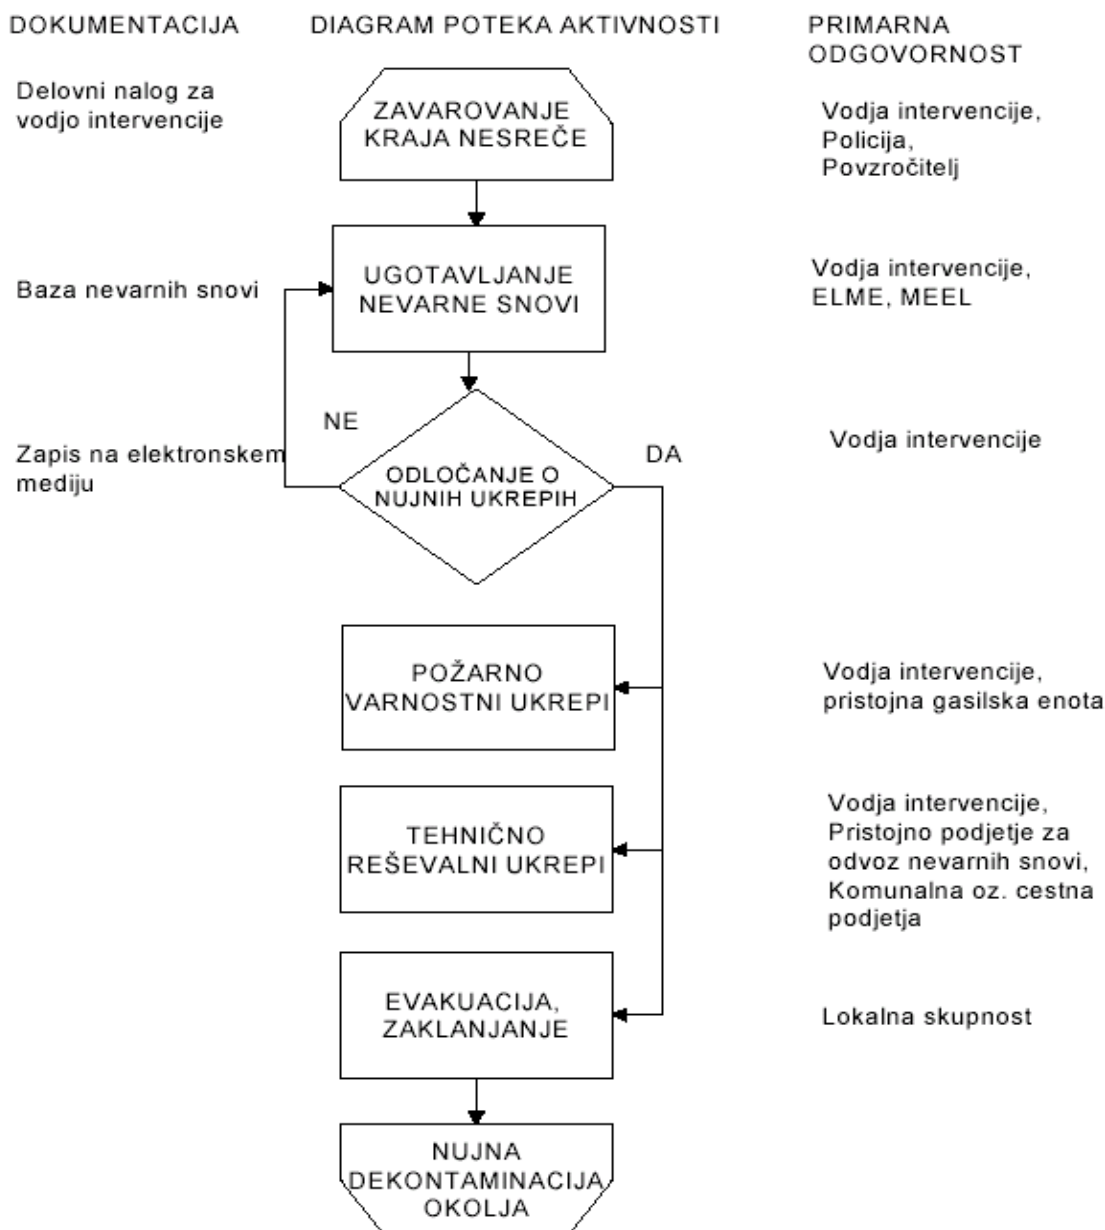 DOKUMENTACIJA
DIAGRAM POTEKA AKTIVNOSTI
PRIMARNA
ODGOVORNOST
Delovni nalog za
vodjo intervencije
ZAVAROVANJE
KRAJA NESREČE
Vodja intervencije,
Policija,
Povzročitelj
Baza nevarnih snovi
UGOTAVLJANJE
NEVARNE SNOVI
Vodja intervencije,
ELME, MEEL
Zapis na elektronskem
mediju
NE
ODLOČANJE O
NUJNIH UKREPIH
DA
Vodja intervencije
POŽARNO
VARNOSTNI UKREPI
Vodja intervencije,
pristojna gasilska enota
TEHNIČNO
REŠEVALNI UKREPI
Vodja intervencije,
Pristojno podjetje za
odvoz nevarnih snovi,
Komunalna oz. cestna
podjetja
EVAKUACIJA,
ZAKLANJANJE
Lokalna skupnost
NUJNA
DEKONTAMINACIJA
OKOLJA